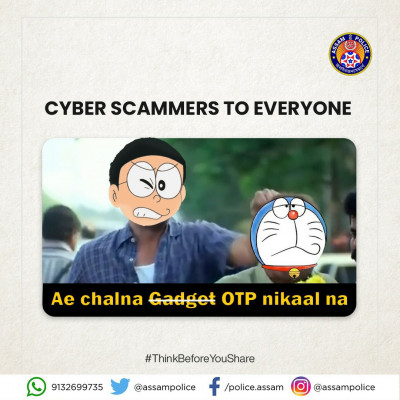 ASSAM POLICE
CYBER SCAMMERS TO EVERYONE
Ae chalna Gadget OTP nikaal na
#ThinkBeforeYouShare
9132699735 @assampolice /police.assam @assampolice